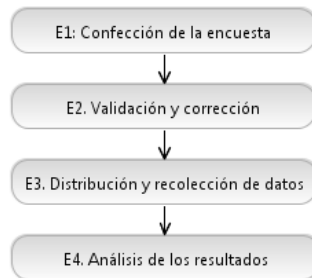 E1: Confección de la encuesta
E2. Validación y corrección
E3. Distribución y recolección de datos
E4. Análisis de los resultados